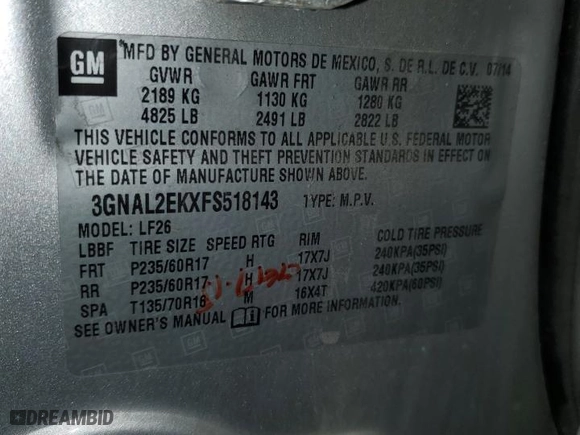 GM
MFD BY GENERAL MOTORS DE MEXICO, S. DE R.L. DE C.V. 07/14
GVWR GAWR FRT GAWR RR
2189 KG 1130 KG 1280 KG
4825 LB 2491 LB 2822 LB
THIS VEHICLE CONFORMS TO ALL APPLICABLE U.S. FEDERAL MOTOR
VEHICLE SAFETY AND THEFT PREVENTION STANDARDS IN EFFECT ON
THE DATE OF MANUFACTURE SHOWN ABOVE.
3GNAL2EKXFS518143 TYPE: M.P.V.
MODEL: LF26
LBBF TIRE SIZE SPEED RTG RIM COLD TIRE PRESSURE
FRT P235/60R17 H 17X7J 240KPA(35PSI)
RR P235/60R17 H 17X7J 240KPA(35PSI)
SPA T135/70R16 M 16X4T 420KPA(60PSI)
SEE OWNER'S MANUAL FOR MORE INFORMATION.
DREAMBID